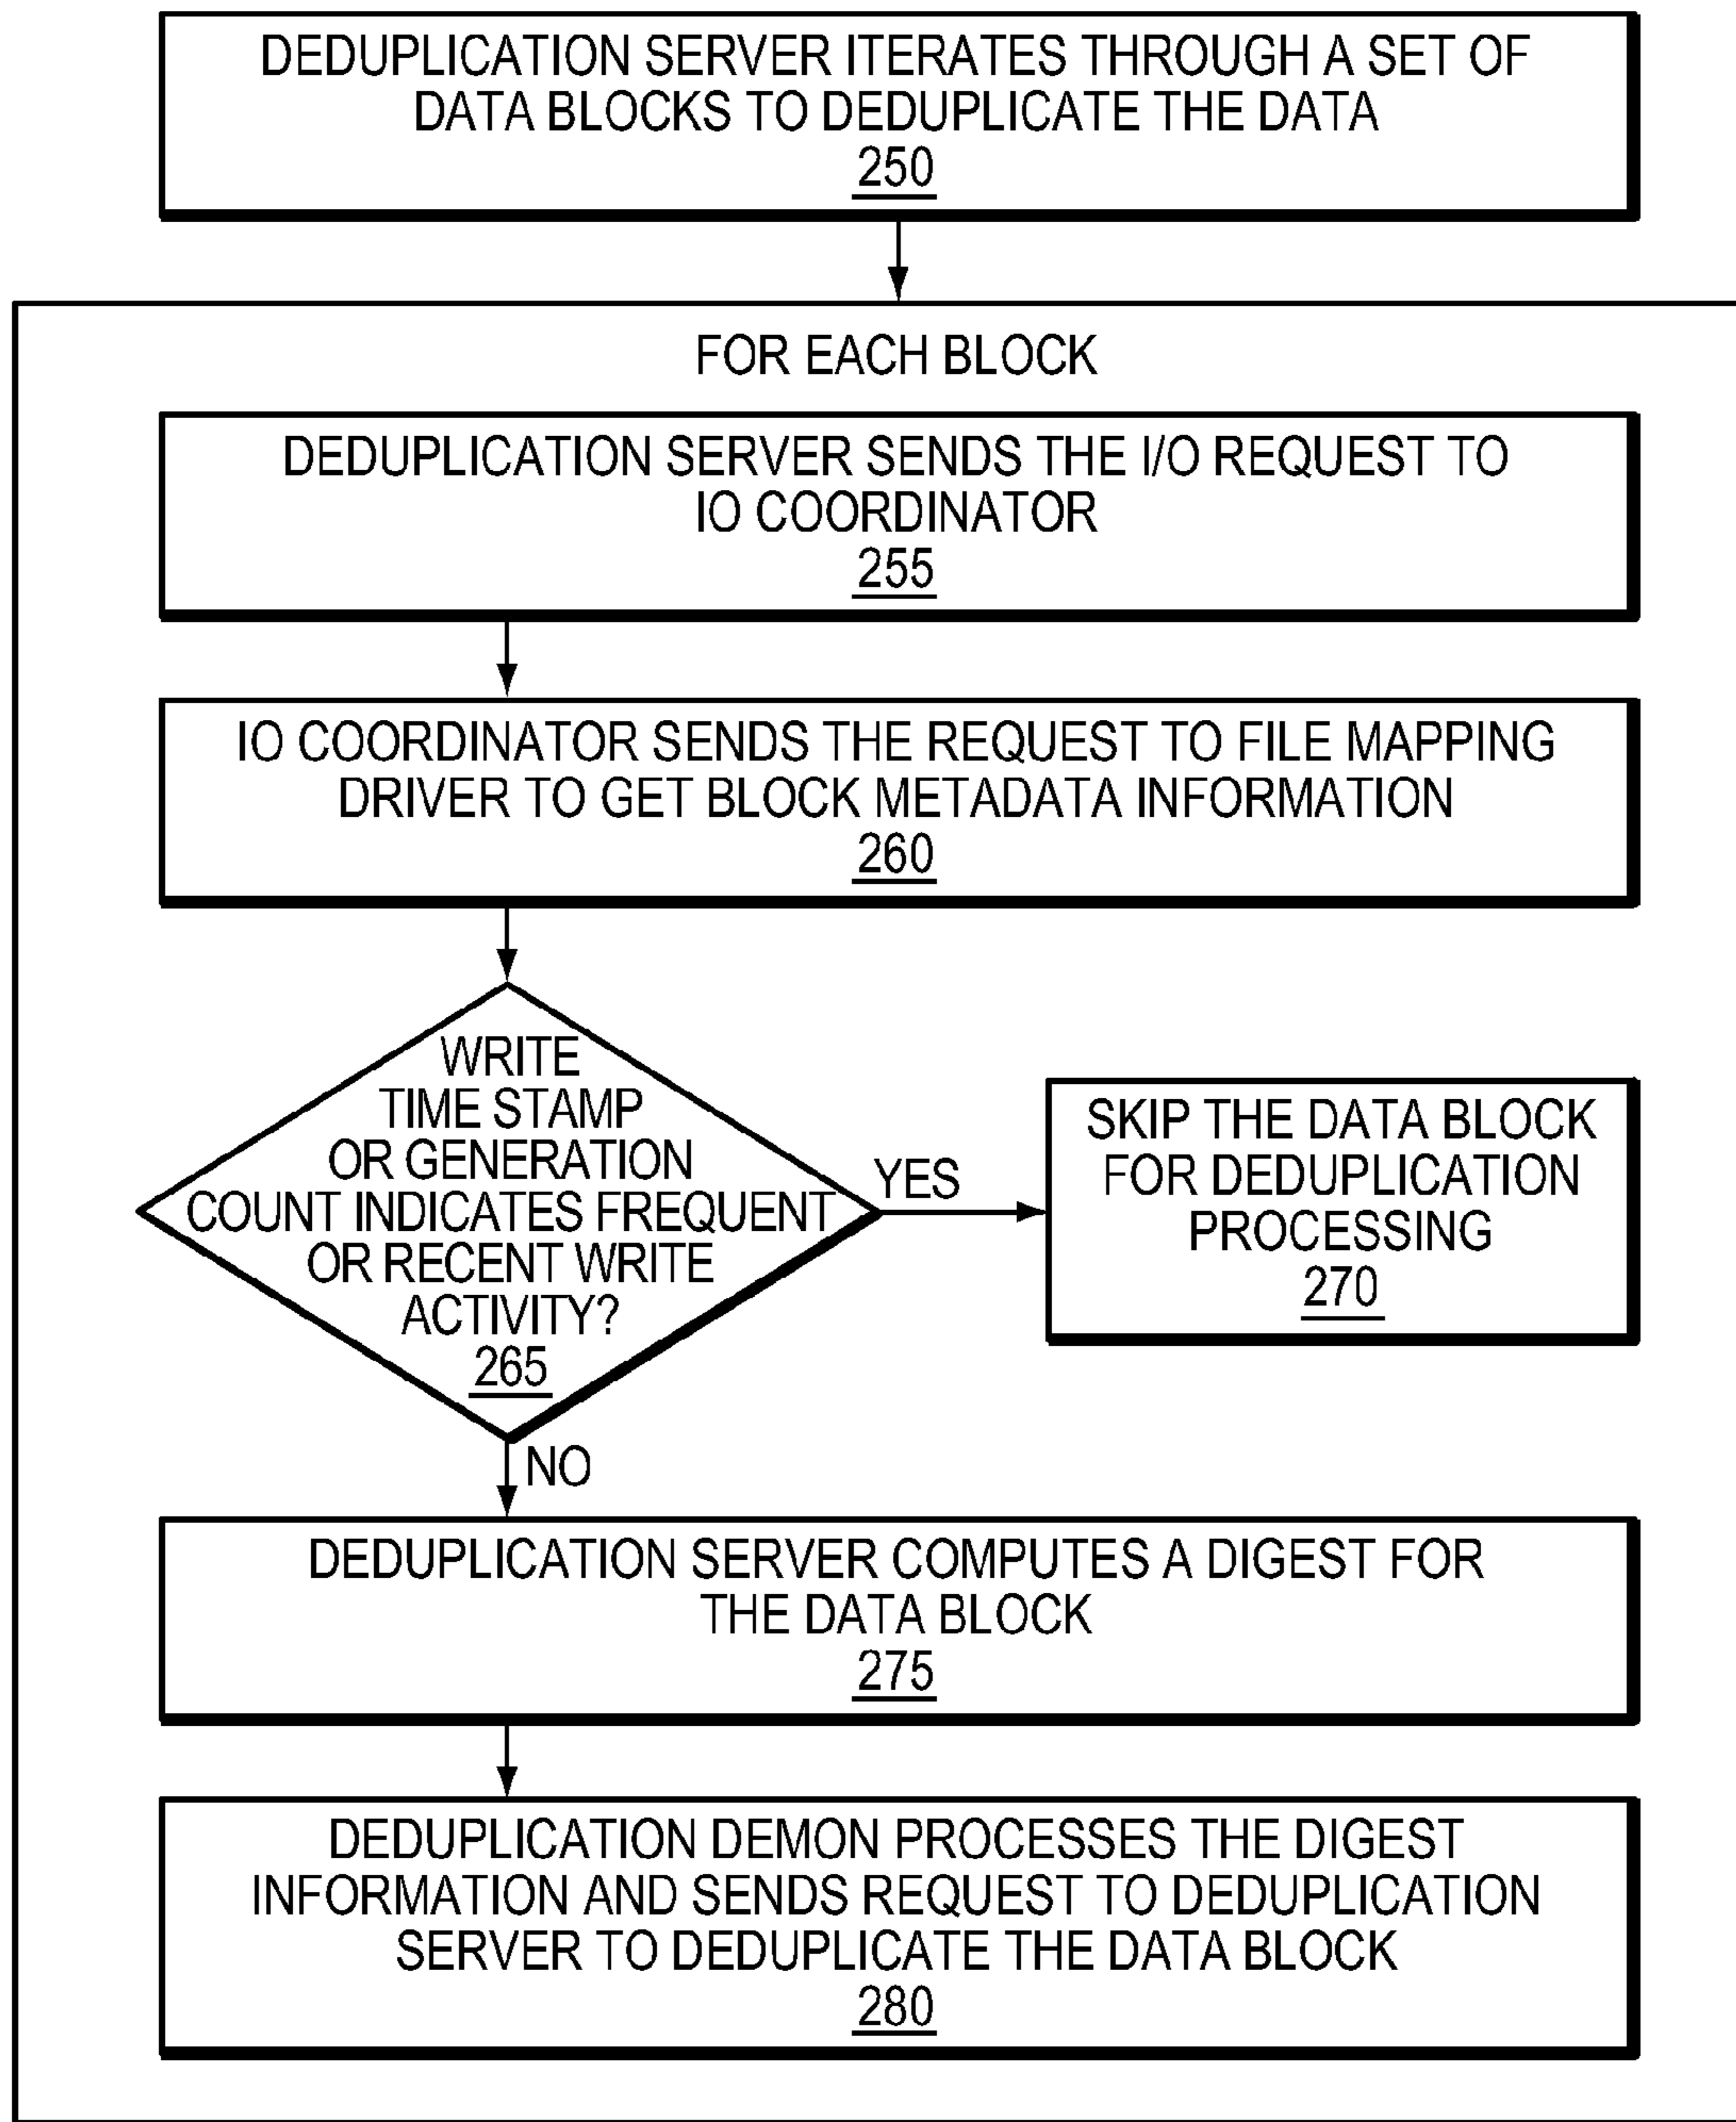 DEDUPLICATION SERVER ITERATES THROUGH A SET OF
DATA BLOCKS TO DEDUPLICATE THE DATA
250
FOR EACH BLOCK
DEDUPLICATION SERVER SENDS THE I/O REQUEST TO
IO COORDINATOR
255
IO COORDINATOR SENDS THE REQUEST TO FILE MAPPING
DRIVER TO GET BLOCK METADATA INFORMATION
260
WRITE
TIME STAMP
OR GENERATION
COUNT INDICATES FREQUENT
OR RECENT WRITE
ACTIVITY?
265
YES
SKIP THE DATA BLOCK
FOR DEDUPLICATION
PROCESSING
270
NO
DEDUPLICATION SERVER COMPUTES A DIGEST FOR
THE DATA BLOCK
275
DEDUPLICATION DEMON PROCESSES THE DIGEST
INFORMATION AND SENDS REQUEST TO DEDUPLICATION
SERVER TO DEDUPLICATE THE DATA BLOCK
280